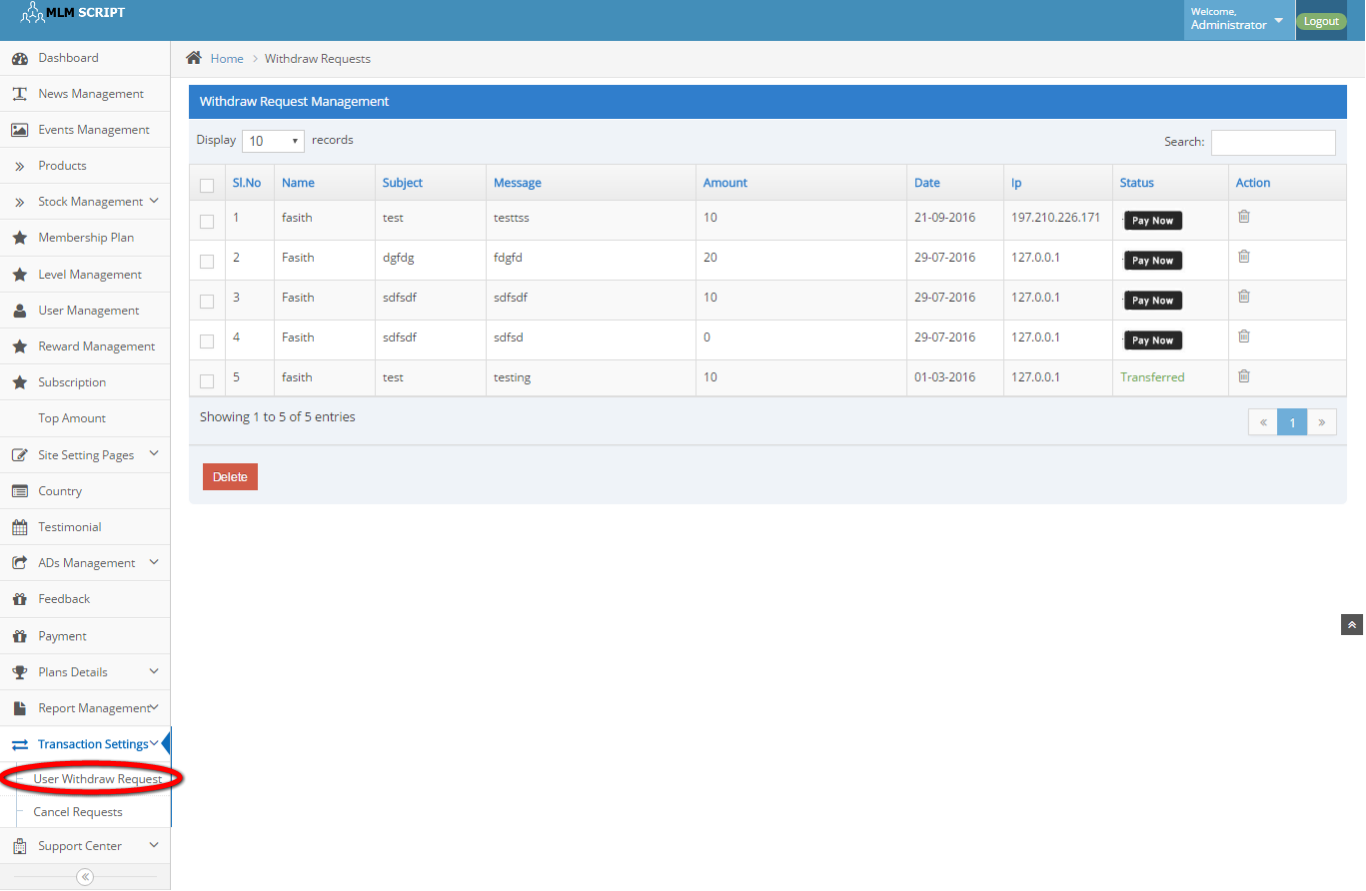 MLM SCRIPT
Welcome,
Administrator
Logout
Dashboard
News Management
Events Management
Products
Stock Management
Membership Plan
Level Management
User Management
Reward Management
Subscription
Top Amount
Site Setting Pages
Country
Testimonial
ADs Management
Feedback
Payment
Plans Details
Report Management
Transaction Settings
User Withdraw Request
Cancel Requests
Support Center
«
Home > Withdraw Requests
Withdraw Request Management
Display 10 records
Search:
Sl.No Name Subject Message Amount Date Ip Status Action
1 fasith test testtss 10 21-09-2016 197.210.226.171 Pay Now
2 Fasith dgfdg fdgfd 20 29-07-2016 127.0.0.1 Pay Now
3 Fasith sdfsdf sdfsdf 10 29-07-2016 127.0.0.1 Pay Now
4 Fasith sdfsdf sdfsd 0 29-07-2016 127.0.0.1 Pay Now
5 fasith test testing 10 01-03-2016 127.0.0.1 Transferred
Showing 1 to 5 of 5 entries
« 1 »
Delete